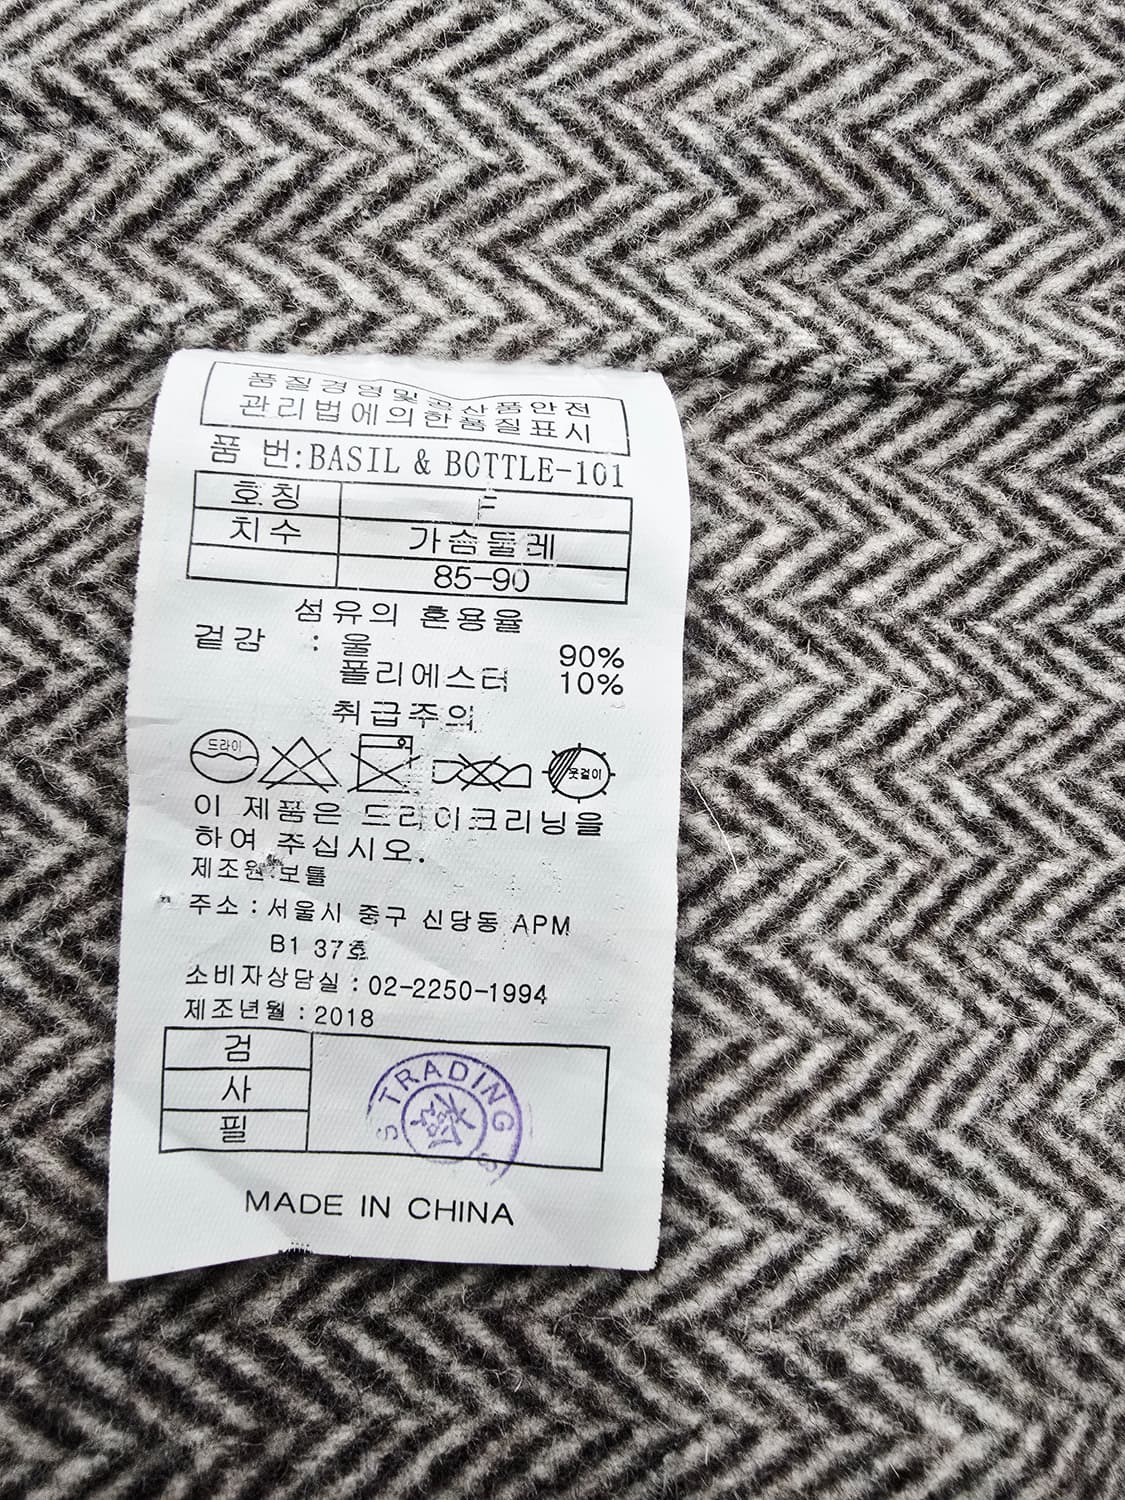 품질경영및공산품안전
관리법에의한품질표시
품 번:BASIL & BOTTLE-101
호칭 F
치수 가슴둘레
85-90
섬유의 혼용율
겉감 : 울 90%
폴리에스터 10%
취급주의
드라이 옷걸이
이 제품은 드라이크리닝을
하여 주십시오.
제조원:보틀
주소 : 서울시 중구 신당동 APM
B1 37호
소비자상담실 : 02-2250-1994
제조년월 : 2018
검
사
필
S TRADING
MADE IN CHINA